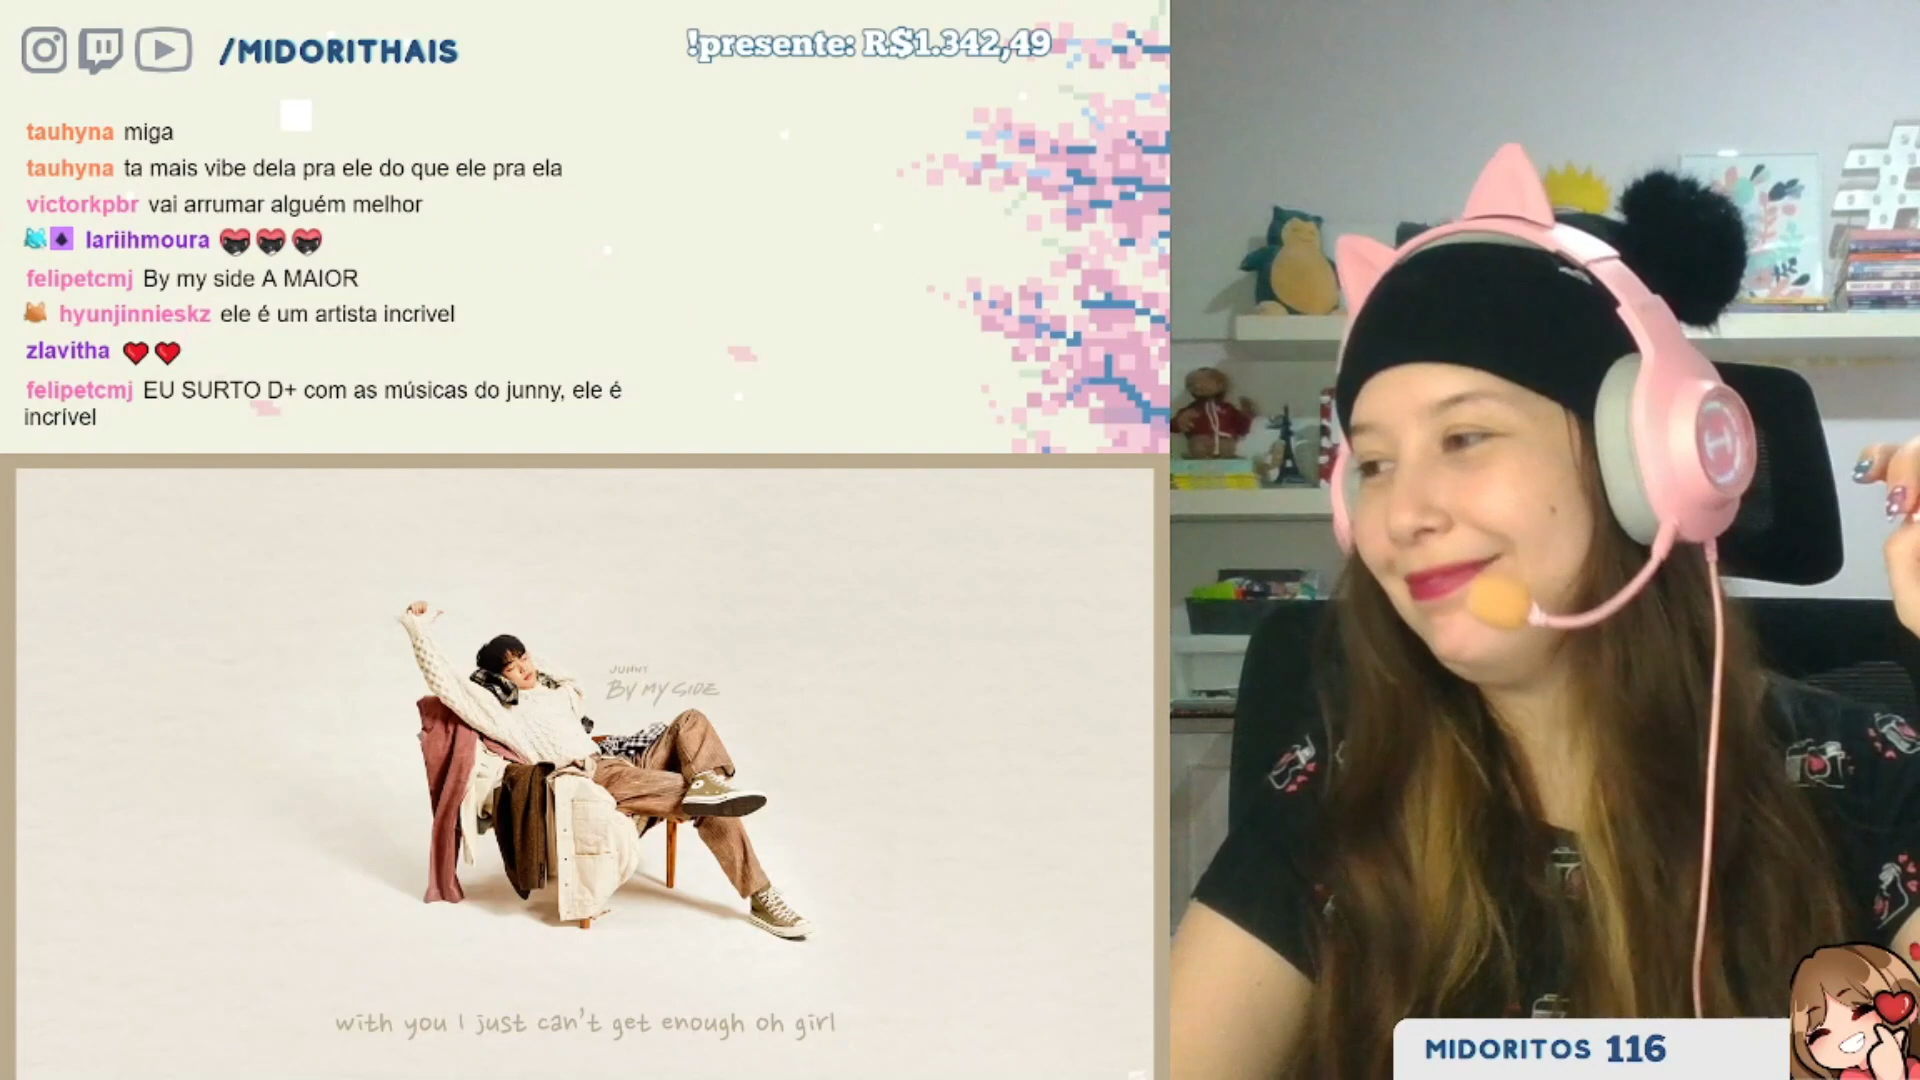 /MIDORITHAIS
!presente: R$1.342,49
tauhyna miga
tauhyna ta mais vibe dela pra ele do que ele pra ela
victorkpbr vai arrumar alguém melhor
lariihmoura
felipetcmj By my side A MAIOR
hyunjinnieskz ele é um artista incrivel
zlavitha
felipetcmj EU SURTO D+ com as músicas do junny, ele é
incrível
JUNNY
BY MY SIDE
with you I just can't get enough oh girl
MIDORITOS 116